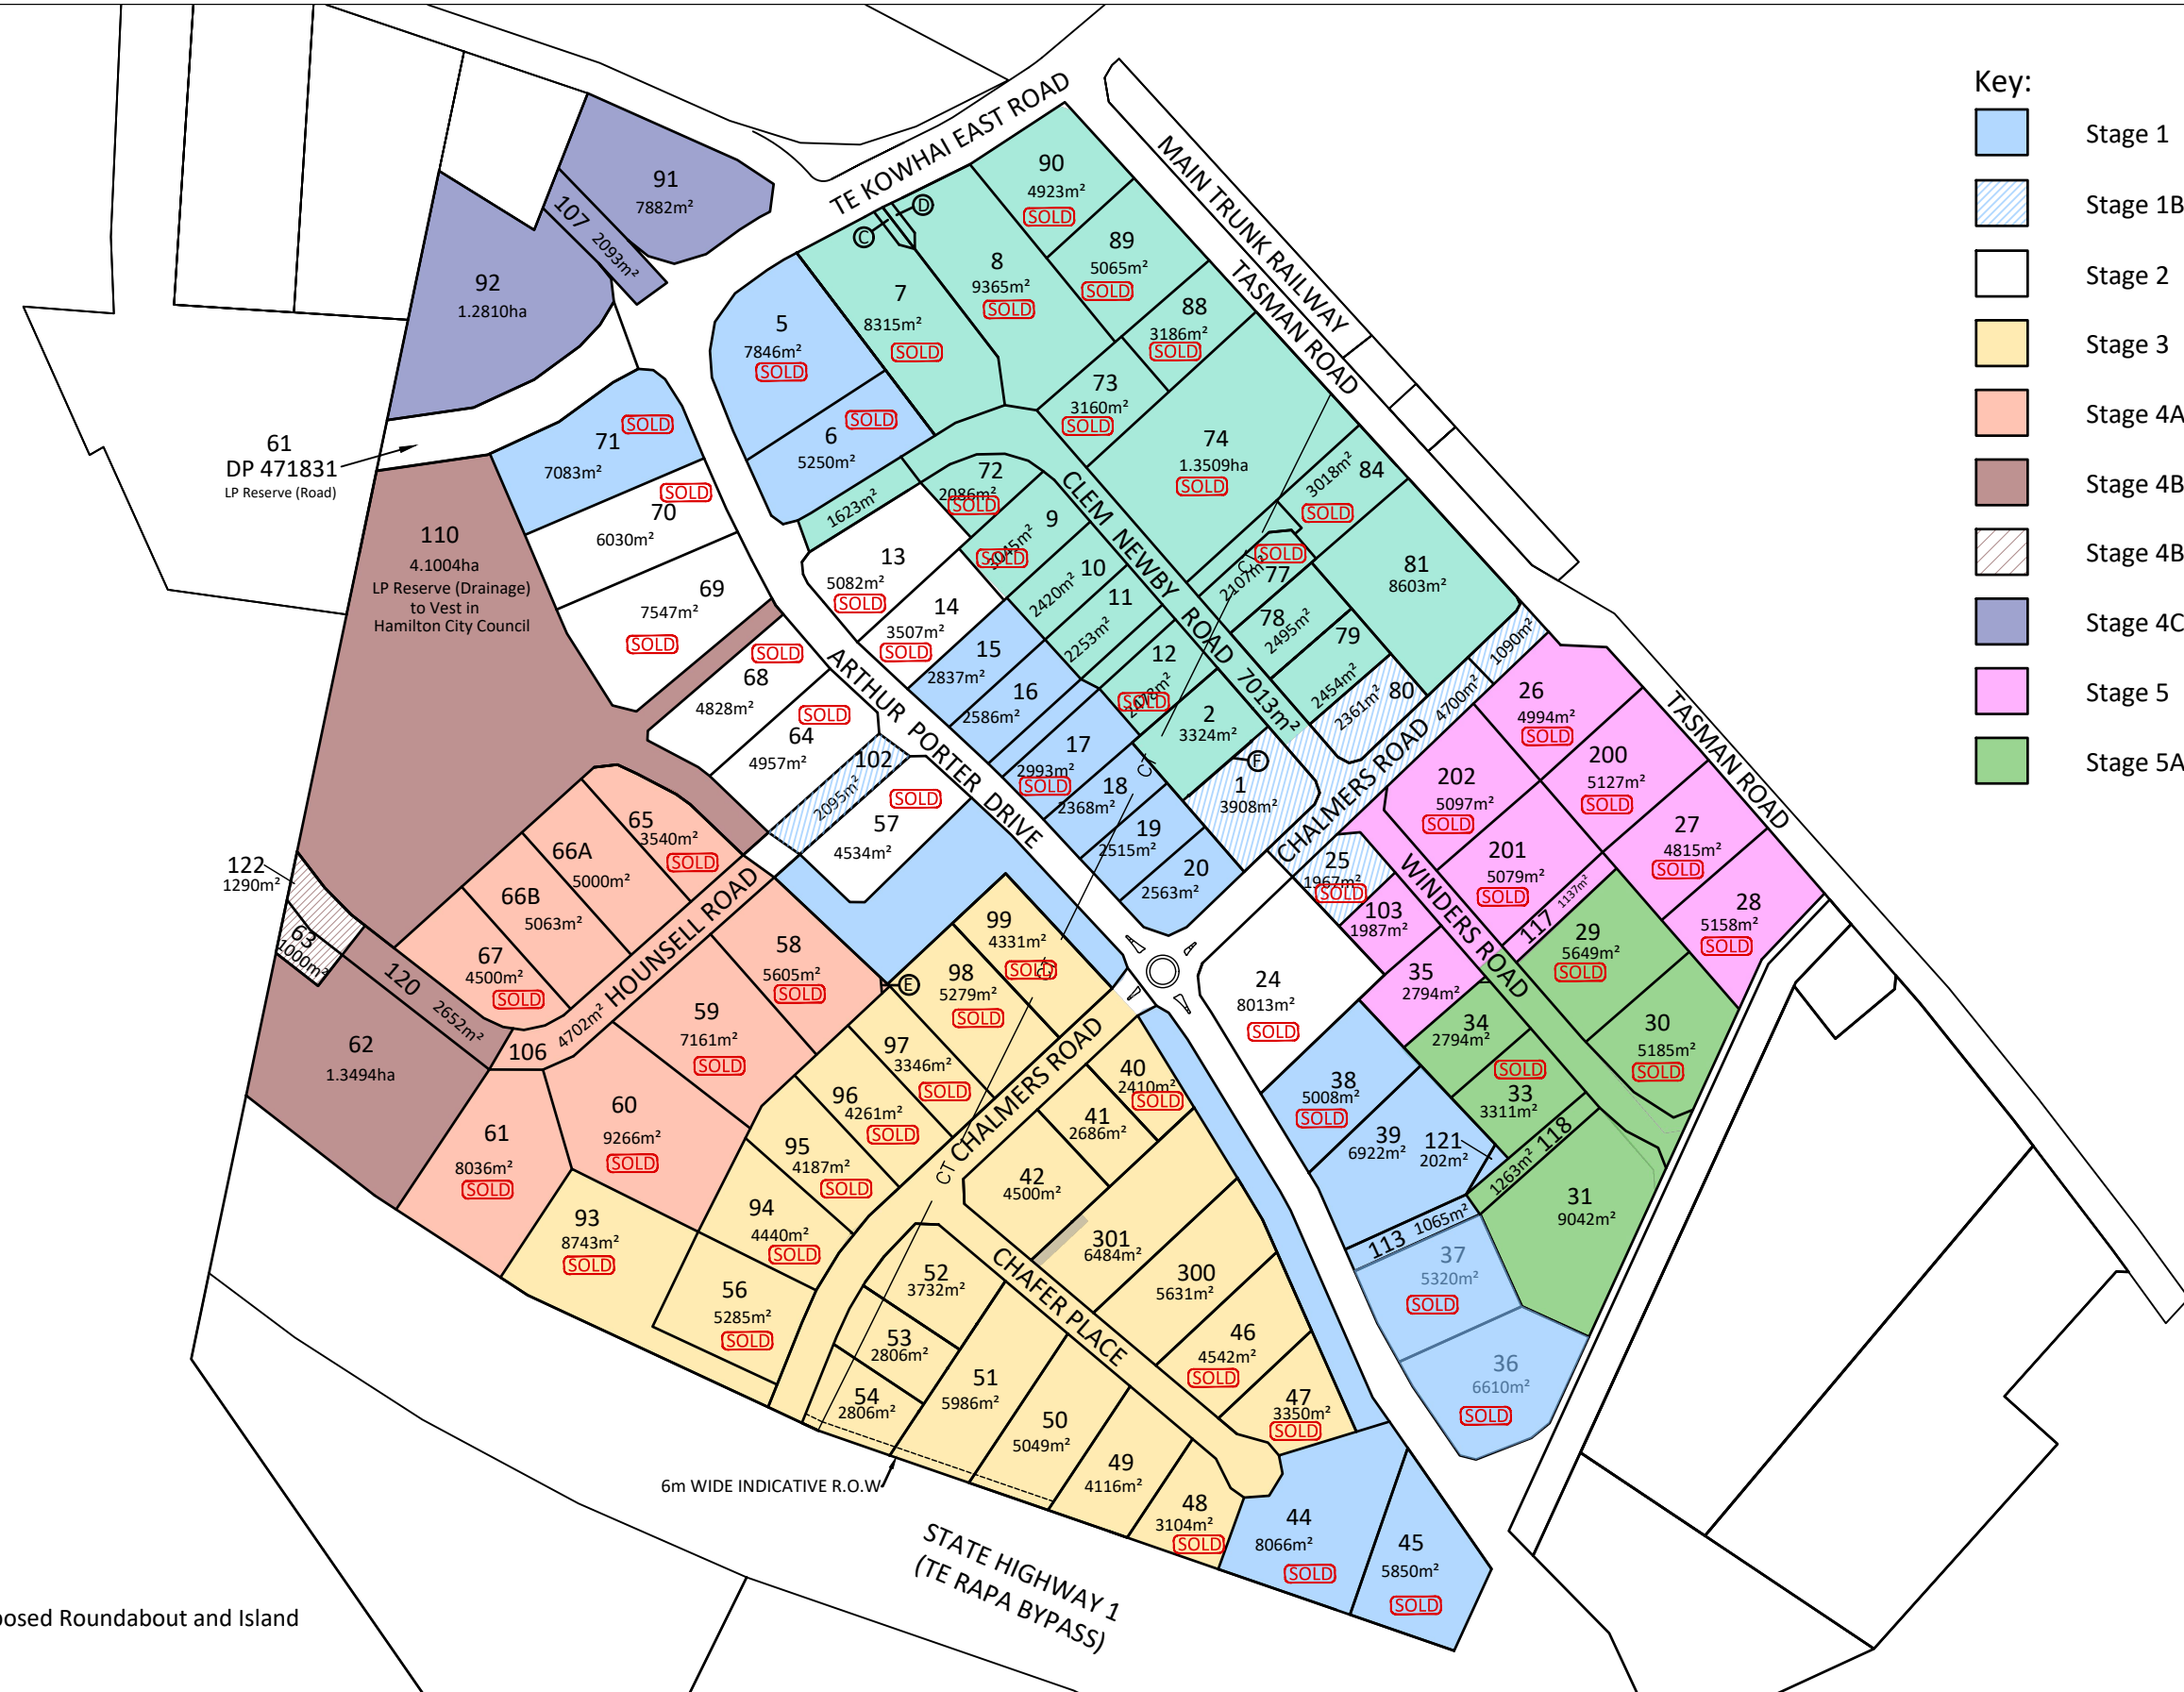 Key:
Stage 1
Stage 1B
Stage 2
Stage 3
Stage 4A
Stage 4B
Stage 4B
Stage 4C
Stage 5
Stage 5A
TE KOWHAI EAST ROAD
MAIN TRUNK RAILWAY
TASMAN ROAD
91
7882m²
107 2093m²
92
1.2810ha
C
D
90
4923m²
SOLD
89
5065m²
SOLD
8
9365m²
SOLD
7
8315m²
SOLD
88
3186m²
SOLD
5
7846m²
SOLD
6
SOLD
5250m²
73
3160m²
SOLD
74
1.3509ha
SOLD
61
DP 471831
LP Reserve (Road)
71
SOLD
7083m²
SOLD
70
6030m²
69
7547m²
SOLD
110
4.1004ha
LP Reserve (Drainage)
to Vest in
Hamilton City Council
1623m²
72
2086m²
SOLD
9
SOLD
CLEM NEWBY ROAD 7013m²
3018m² 84
SOLD
81
8603m²
13
5082m²
SOLD
14
3507m²
SOLD
10
2420m²
11
2253m²
12
SOLD
SOLD
77
2107m²
78
2495m²
79
2454m²
80
2361m²
1090m²
4700m²
15
2837m²
16
2586m²
17
2993m²
SOLD
18
2368m²
19
2515m²
20
2563m²
2
3324m²
F
1
3908m²
CT
CHALMERS ROAD
ARTHUR PORTER DRIVE
SOLD
68
4828m²
SOLD
64
4957m²
102
2095m²
SOLD
57
4534m²
26
4994m²
SOLD
200
5127m²
SOLD
TASMAN ROAD
202
5097m²
SOLD
201
5079m²
SOLD
27
4815m²
SOLD
28
5158m²
SOLD
117 1137m²
25
1967m²
SOLD
103
1987m²
WINDERS ROAD
29
5649m²
SOLD
30
5185m²
SOLD
35
2794m²
34
2794m²
SOLD
33
3311m²
24
8013m²
SOLD
38
5008m²
SOLD
39
6922m²
121
202m²
1263m² 118
31
9042m²
113 1065m²
37
5320m²
SOLD
36
6610m²
SOLD
65
3540m²
SOLD
66A
5000m²
66B
5063m²
67
4500m²
SOLD
122
1290m²
63
1000m²
120 2652m²
62
1.3494ha
106 4702m² HOUNSELL ROAD
58
5605m²
SOLD
59
7161m²
SOLD
60
9266m²
SOLD
61
8036m²
SOLD
E
99
4331m²
SOLD
98
5279m²
SOLD
97
3346m²
SOLD
96
4261m²
SOLD
95
4187m²
SOLD
94
4440m²
SOLD
93
8743m²
SOLD
56
5285m²
SOLD
CT
CHALMERS ROAD
40
2410m²
SOLD
41
2686m²
42
4500m²
301
6484m²
300
5631m²
46
4542m²
SOLD
47
3350m²
SOLD
CHAFER PLACE
52
3732m²
53
2806m²
54
2806m²
51
5986m²
50
5049m²
49
4116m²
48
3104m²
SOLD
44
8066m²
SOLD
45
5850m²
SOLD
6m WIDE INDICATIVE R.O.W
STATE HIGHWAY 1
(TE RAPA BYPASS)
posed Roundabout and Island